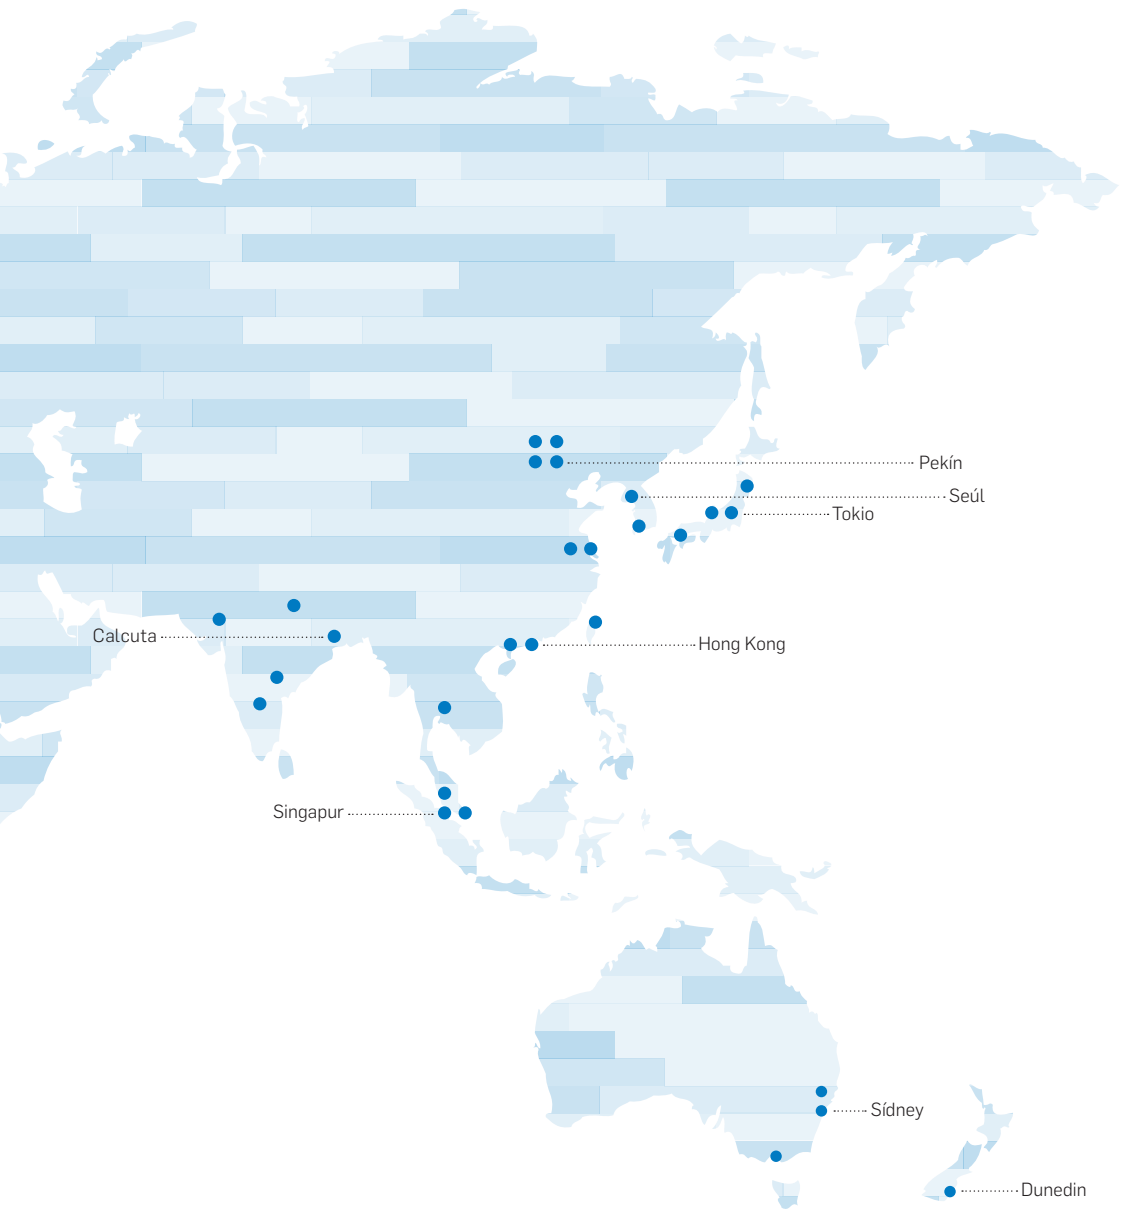 Pekín
Seúl
Tokio
Calcuta
Hong Kong
Singapur
Sídney
Dunedin